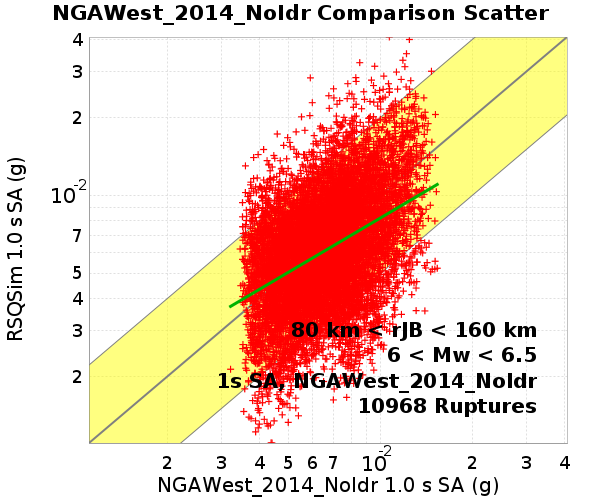 NGAWest_2014_NoIdr Comparison Scatter
4
3
2
10-2
7
5
4
3
2
RSQSim 1.0 s SA (g)
80 km < rJB < 160 km
6 < Mw < 6.5
1s SA, NGAWest_2014_NoIdr
10968 Ruptures
2 3 4 5 6 7 10-2 2 3 4
NGAWest_2014_NoIdr 1.0 s SA (g)